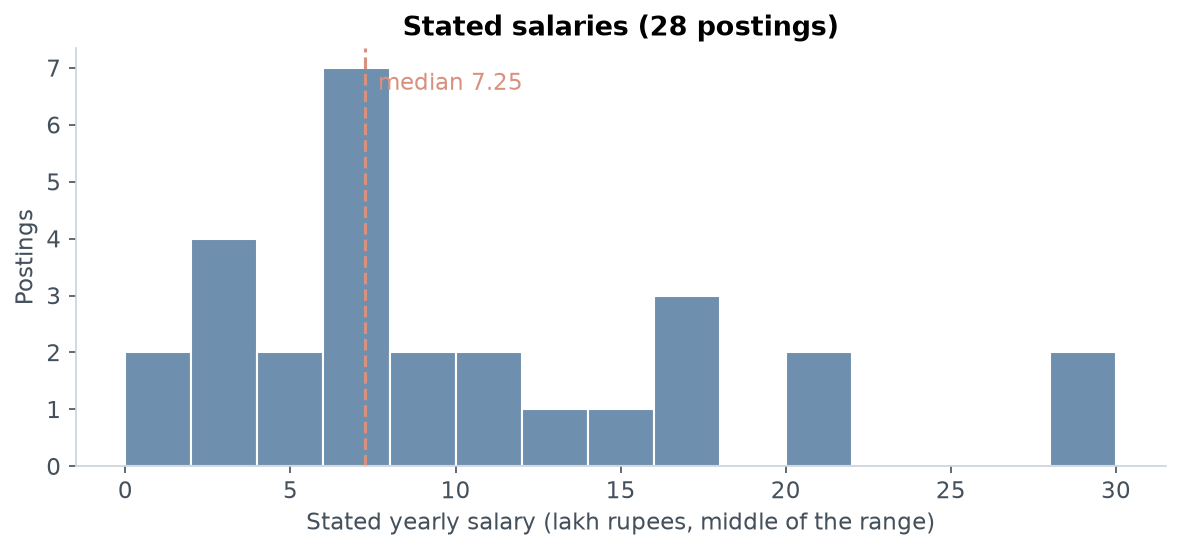 Stated salaries (28 postings)
7
6
5
4
3
2
1
0
Postings
median 7.25
0 5 10 15 20 25 30
Stated yearly salary (lakh rupees, middle of the range)